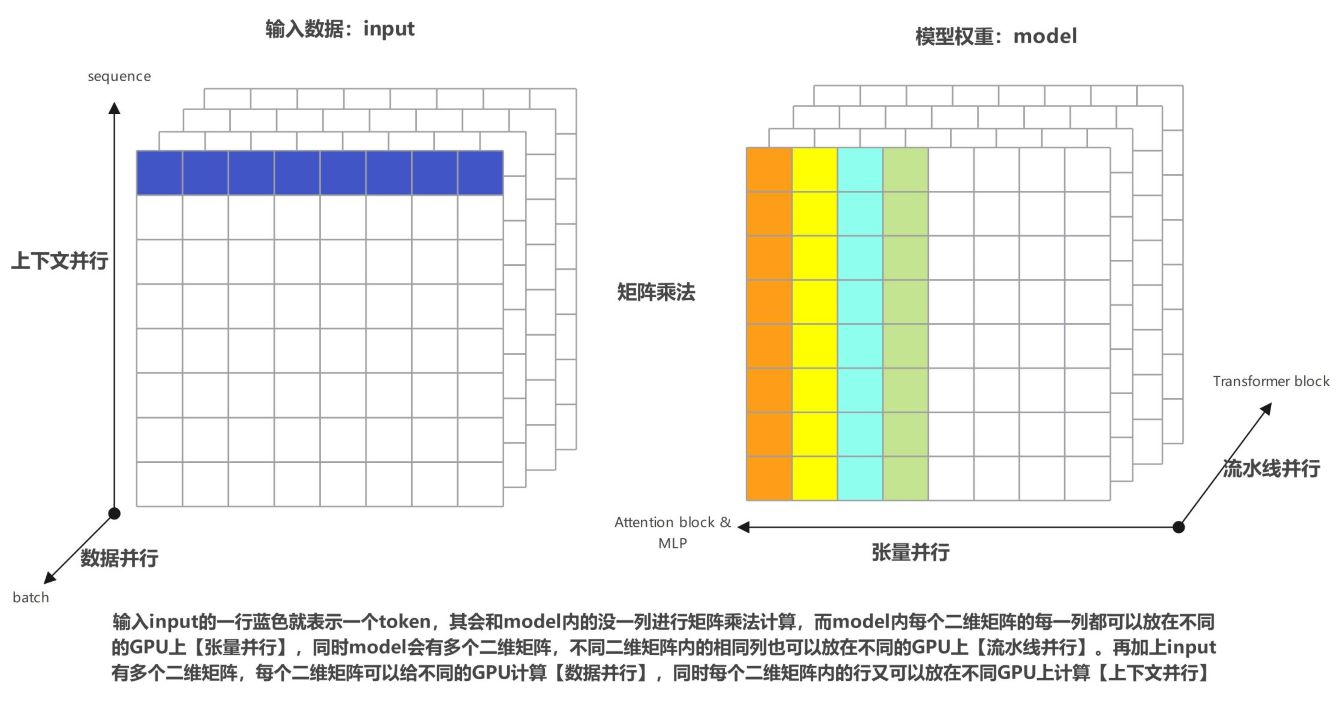 输入数据：input
模型权重：model
sequence
上下文并行
矩阵乘法
Transformer block
流水线并行
Attention block &
MLP
张量并行
数据并行
batch
输入input的一行蓝色就表示一个token，其会和model内的没一列进行矩阵乘法计算，而model内每个二维矩阵的每一列都可以放在不同
的GPU上【张量并行】，同时model会有多个二维矩阵，不同二维矩阵内的相同列也可以放在不同的GPU上【流水线并行】。再加上input
有多个二维矩阵，每个二维矩阵可以给不同的GPU计算【数据并行】，同时每个二维矩阵内的行又可以放在不同GPU上计算【上下文并行】